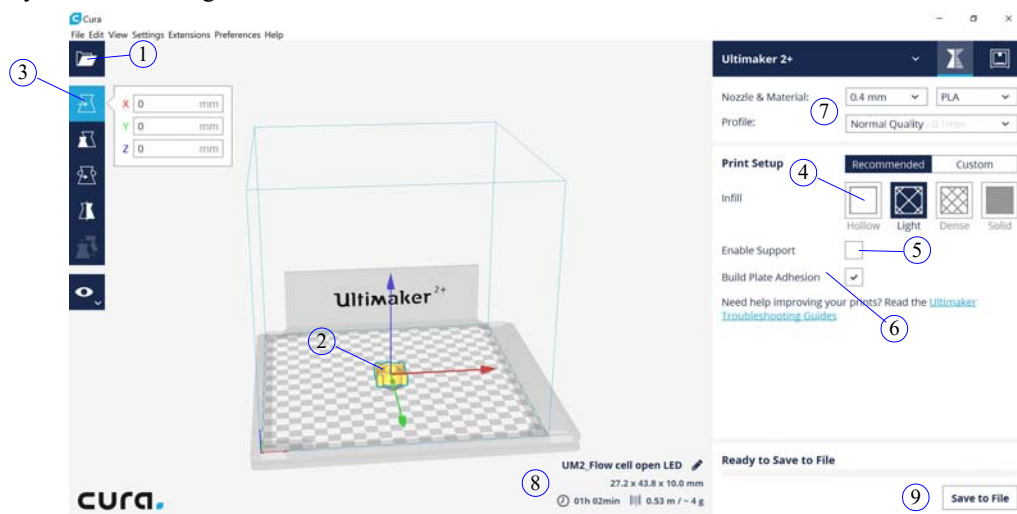 Cura
File Edit View Settings Extensions Preferences Help
1
3
X 0 mm
Y 0 mm
Z 0 mm
Ultimaker 2+
Nozzle & Material: 0.4 mm PLA
7
Profile: Normal Quality - 0.1mm
Print Setup Recommended Custom
4
Infill
Hollow Light Dense Solid
Enable Support
5
Build Plate Adhesion
Need help improving your prints? Read the Ultimaker
Troubleshooting Guides
6
Ultimaker 2+
2
UM2_Flow cell open LED
27.2 x 43.8 x 10.0 mm
8
01h 02min 0.53 m / ~ 4 g
Ready to Save to File
9
Save to File
cura.